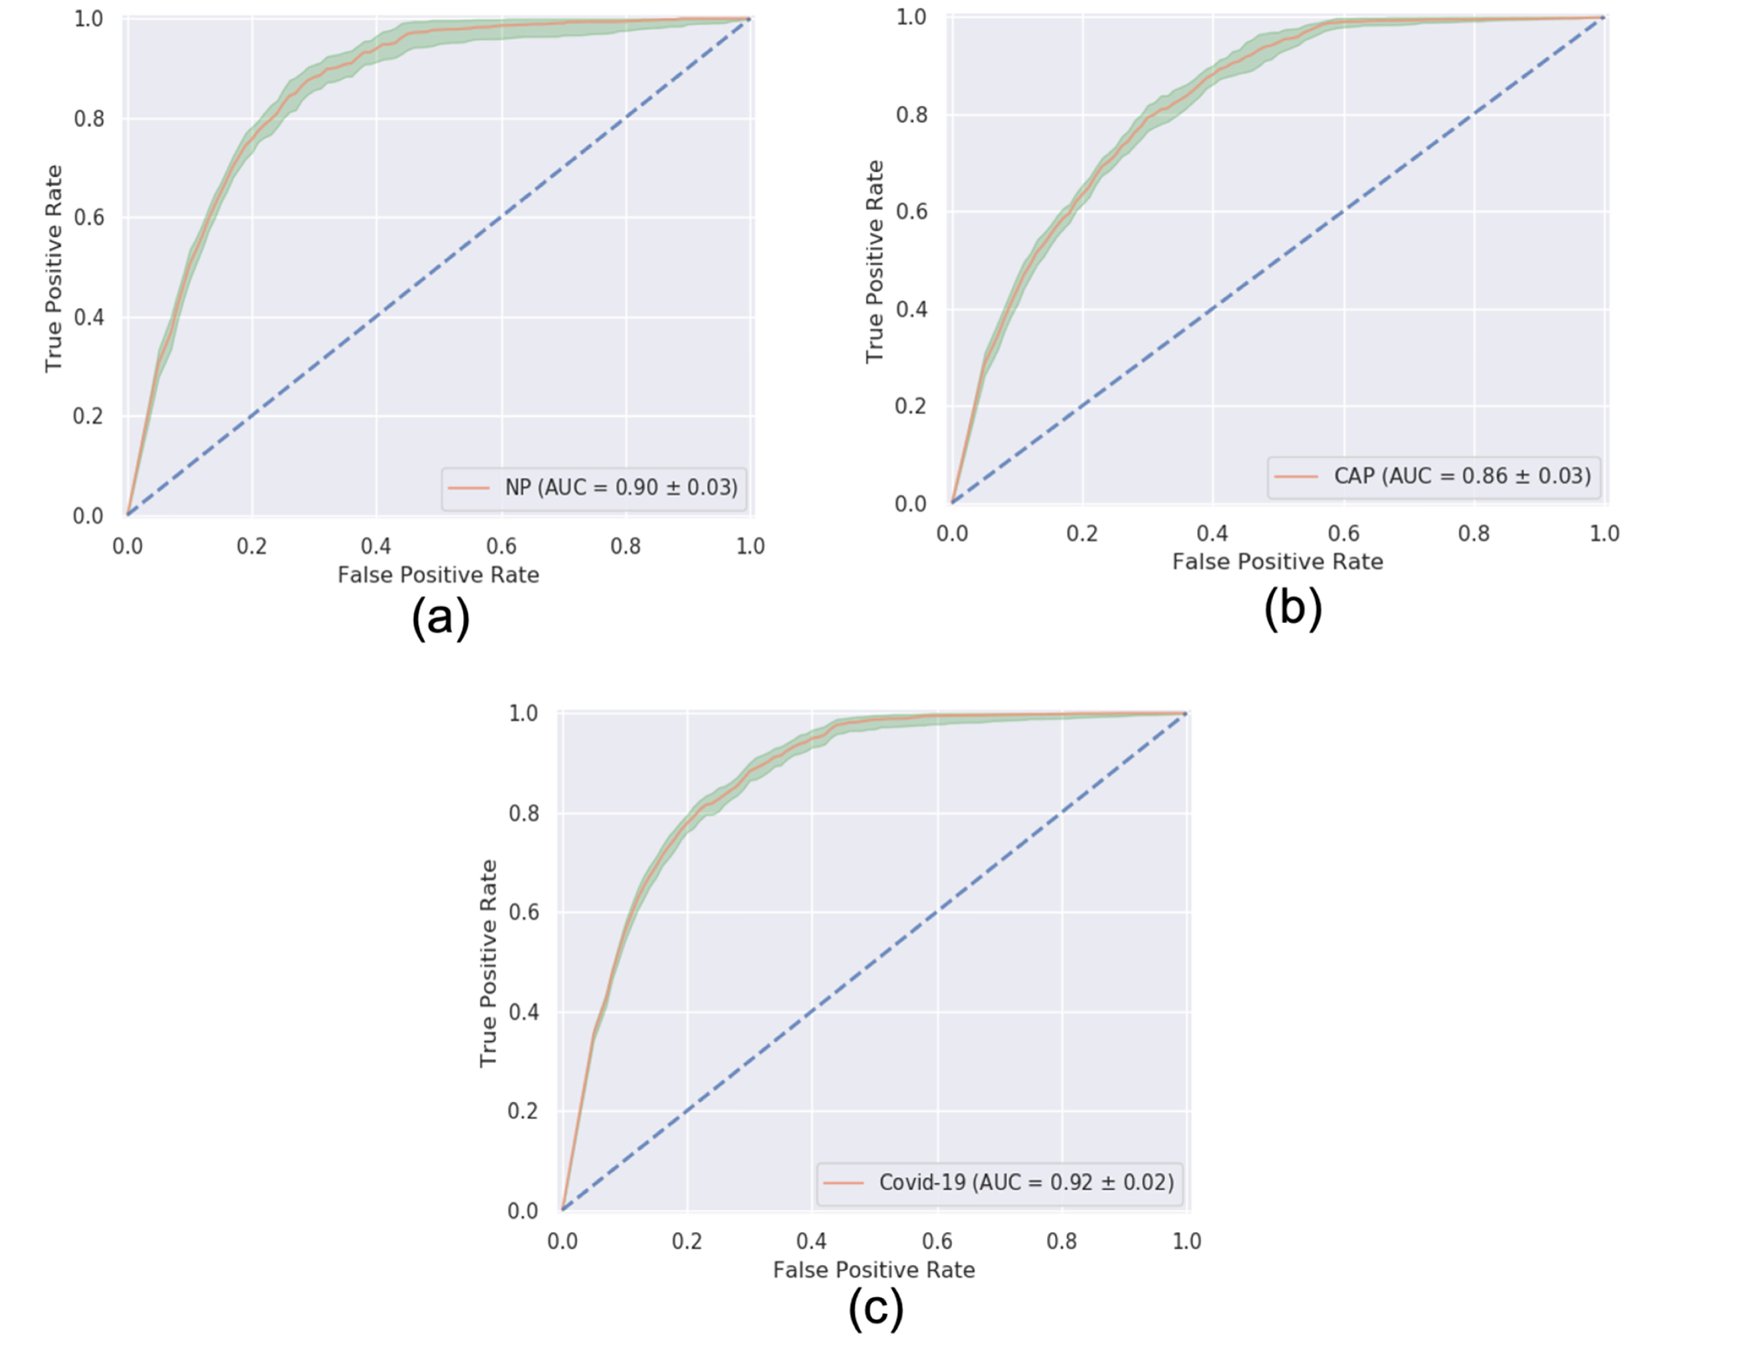 1.0
0.8
0.6
0.4
0.2
0.0
True Positive Rate
NP (AUC = 0.90 ± 0.03)
0.0 0.2 0.4 0.6 0.8 1.0
False Positive Rate
(a)
1.0
0.8
0.6
0.4
0.2
0.0
True Positive Rate
CAP (AUC = 0.86 ± 0.03)
0.0 0.2 0.4 0.6 0.8 1.0
False Positive Rate
(b)
1.0
0.8
0.6
0.4
0.2
0.0
True Positive Rate
Covid-19 (AUC = 0.92 ± 0.02)
0.0 0.2 0.4 0.6 0.8 1.0
False Positive Rate
(c)